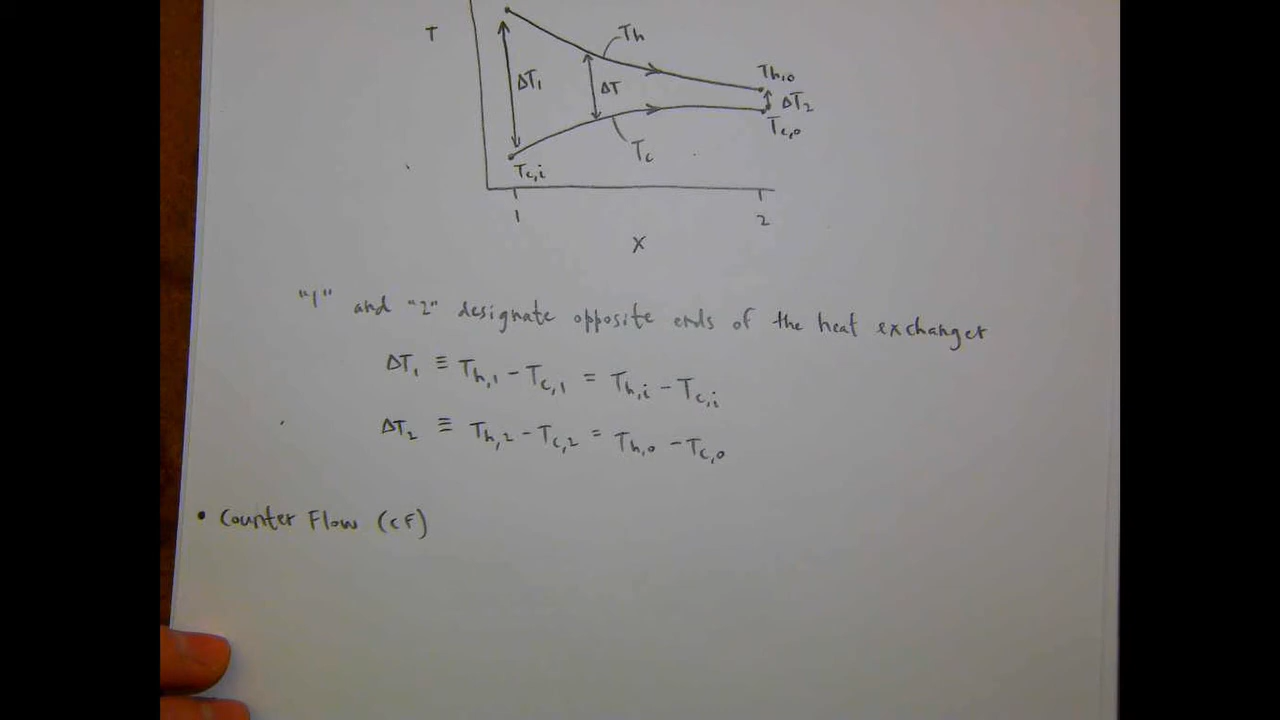 T
Th
Th,o
ΔT₁
ΔT
ΔT₂
Tc,o
Tc
Tc,i
1
2
X
"1" and "2" designate opposite ends of the heat exchanger
ΔT₁ ≡ Th,1 - Tc,1 = Th,i - Tc,i
ΔT₂ ≡ Th,2 - Tc,2 = Th,o - Tc,o
• Counter Flow (CF)